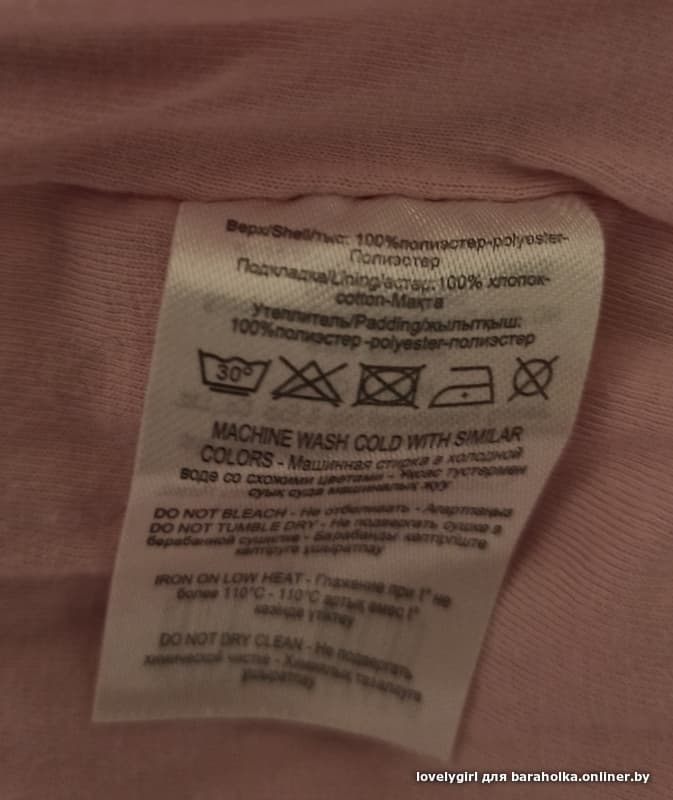 Верх/Shell/тыс: 100%полиэстер-polyester-
Полиэстер
Подкладка/Lining/астар:100% хлопок-
cotton-Мақта
Утеплитель/Padding/жылытқыш:
100%полиэстер-polyester-полиэстер
30°
MACHINE WASH COLD WITH SIMILAR
COLORS - Машинная стирка в холодной
воде со схожими цветами - Ұқсас түстермен
суық суда машиналық жуу
DO NOT BLEACH - Не отбеливать - Ағартпаңыз
DO NOT TUMBLE DRY - Не подвергать сушке в
барабанной сушилке - Барабанды кептіргіште
кептіруге ұшыратпау
IRON ON LOW HEAT - Глажение при t° не
более 110°C - 110°C артық емес t°
кезінде үтіктеу
DO NOT DRY CLEAN - Не подвергать
химической чистке - Химиялық тазалауға
ұшыратпау
lovelygirl для baraholka.onliner.by